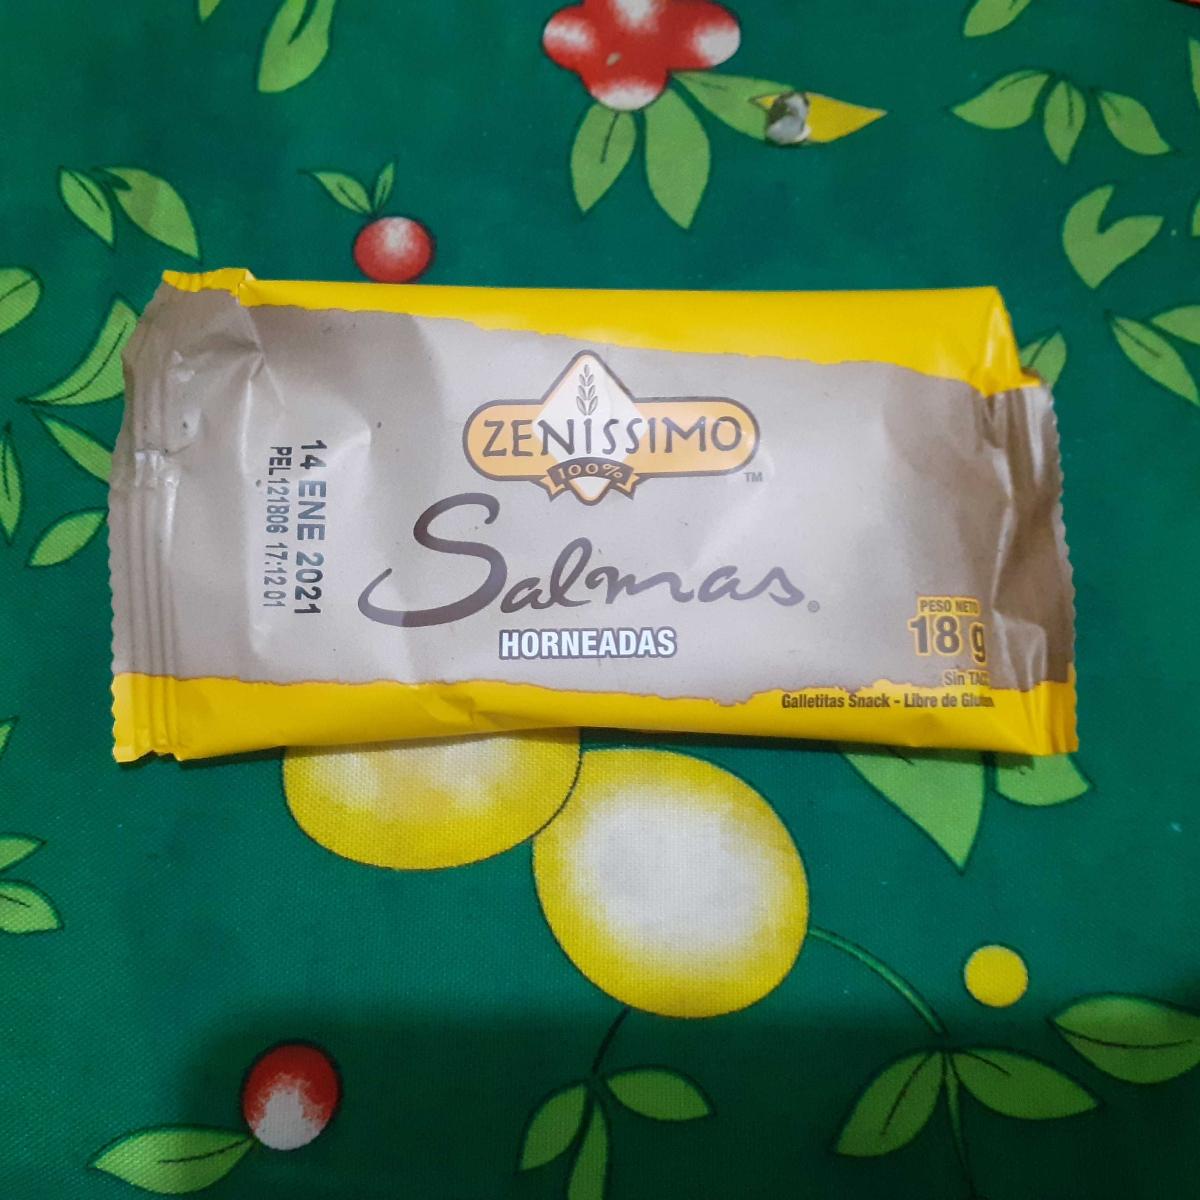 ZENISSIMO
100%
TM
Salmas®
HORNEADAS
14 ENE 2021
PEL121806 17:12 01
PESO NETO
18 g
Sin
Galletitas Snack - Libre de Gluten